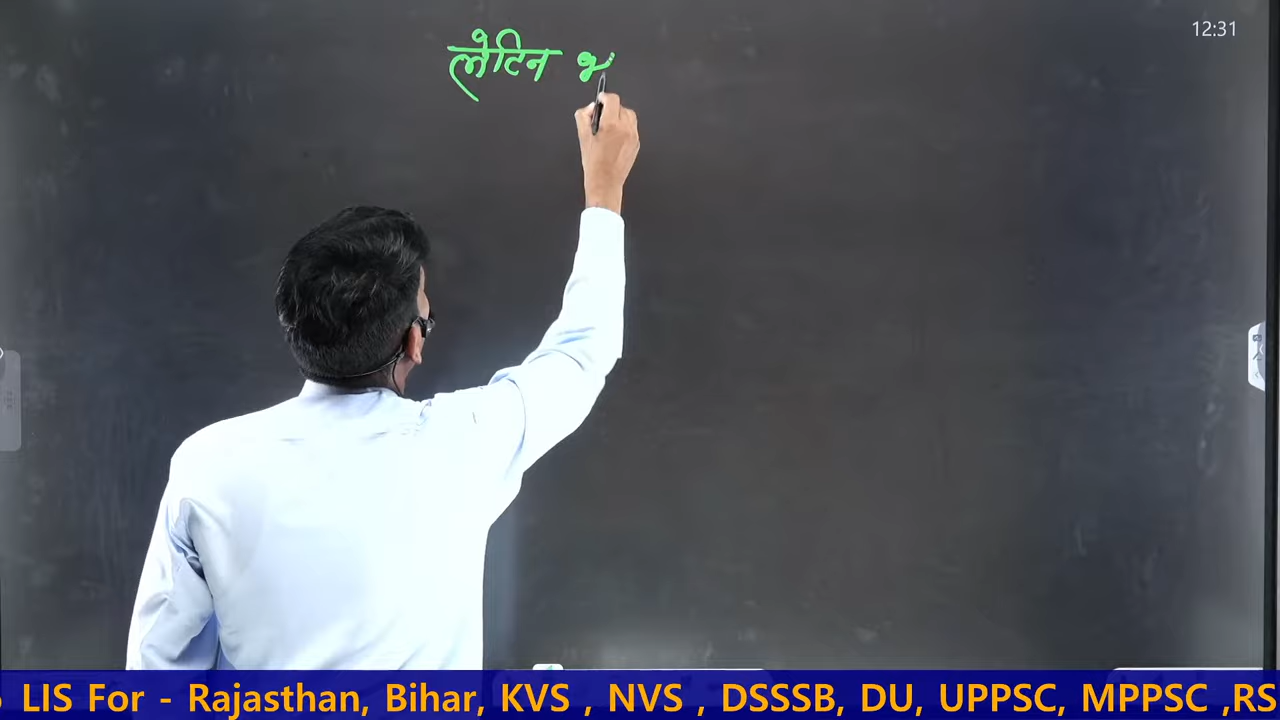 12:31
लेटिन
LIS For - Rajasthan, Bihar, KVS , NVS , DSSSB, DU, UPPSC, MPPSC ,RS